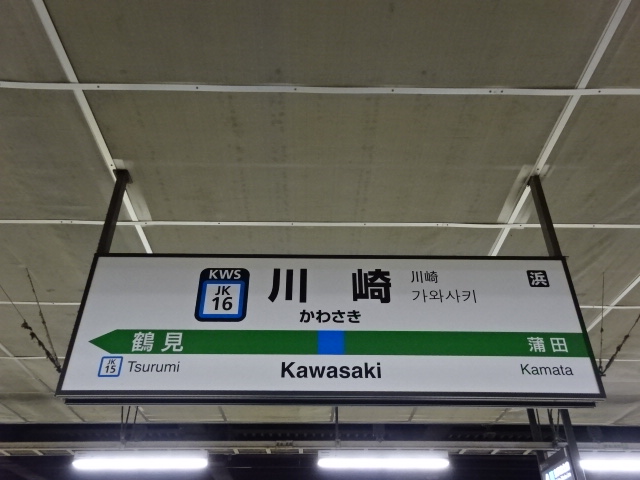 KWS
JK
16
川崎
かわさき
川崎
가와사키
浜
鶴見
蒲田
JK
15
Tsurumi
Kawasaki
Kamata